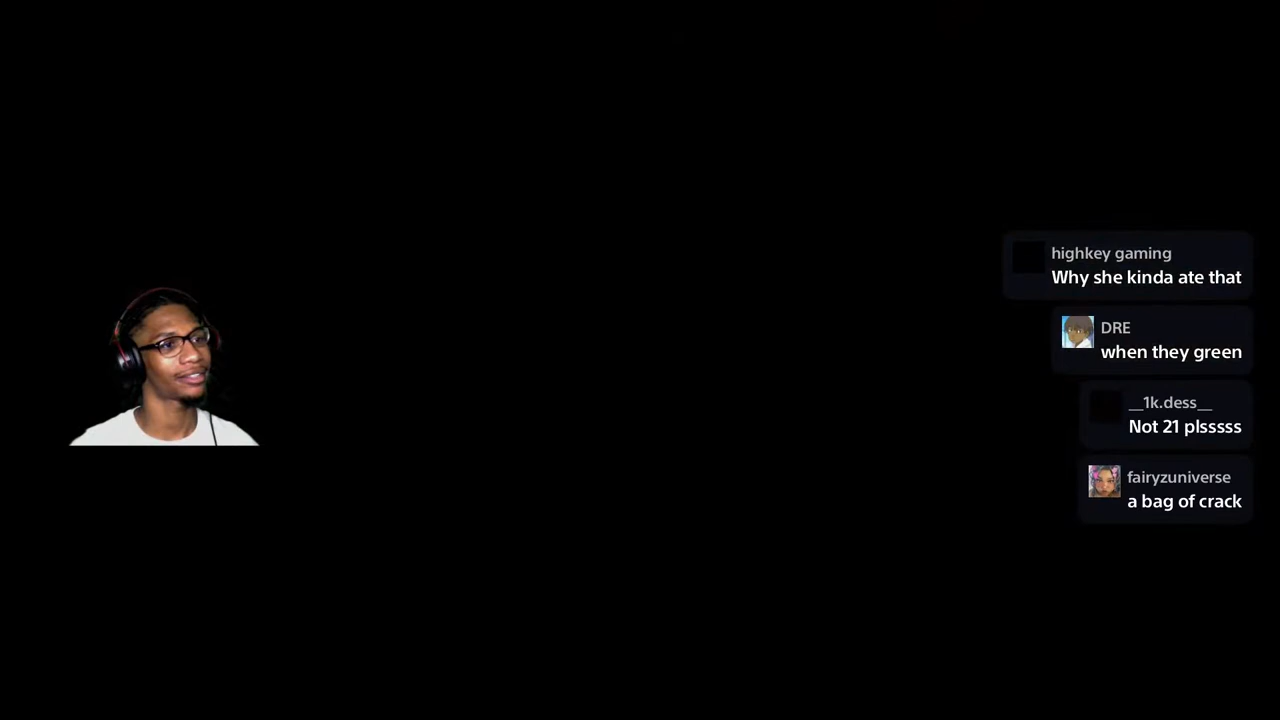 highkey gaming
Why she kinda ate that
DRE
when they green
__1k.dess__
Not 21 plsssss
fairyzuniverse
a bag of crack